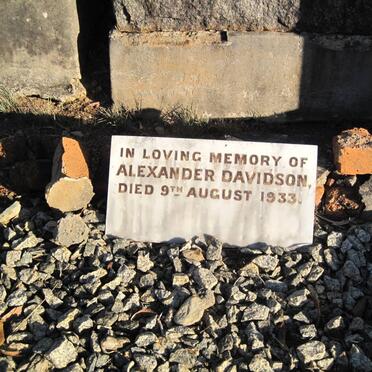 IN LOVING MEMORY OF
ALEXANDER DAVIDSON,
DIED 9TH AUGUST 1933.